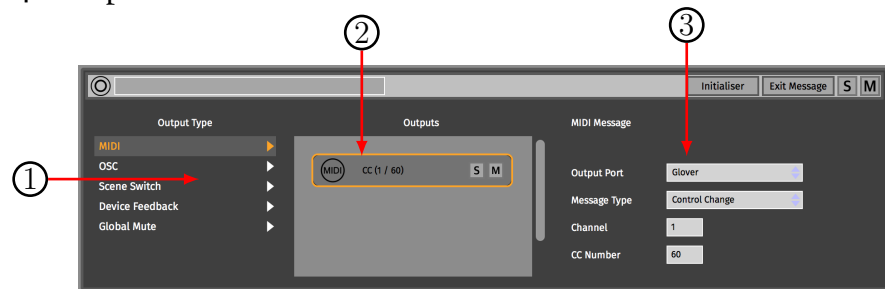 2
3
Initialiser
Exit Message
S
M
Output Type
Outputs
MIDI Message
MIDI
OSC
Scene Switch
Device Feedback
Global Mute
1
MIDI
CC (1 / 60)
S
M
Output Port
Glover
Message Type
Control Change
Channel
1
CC Number
60